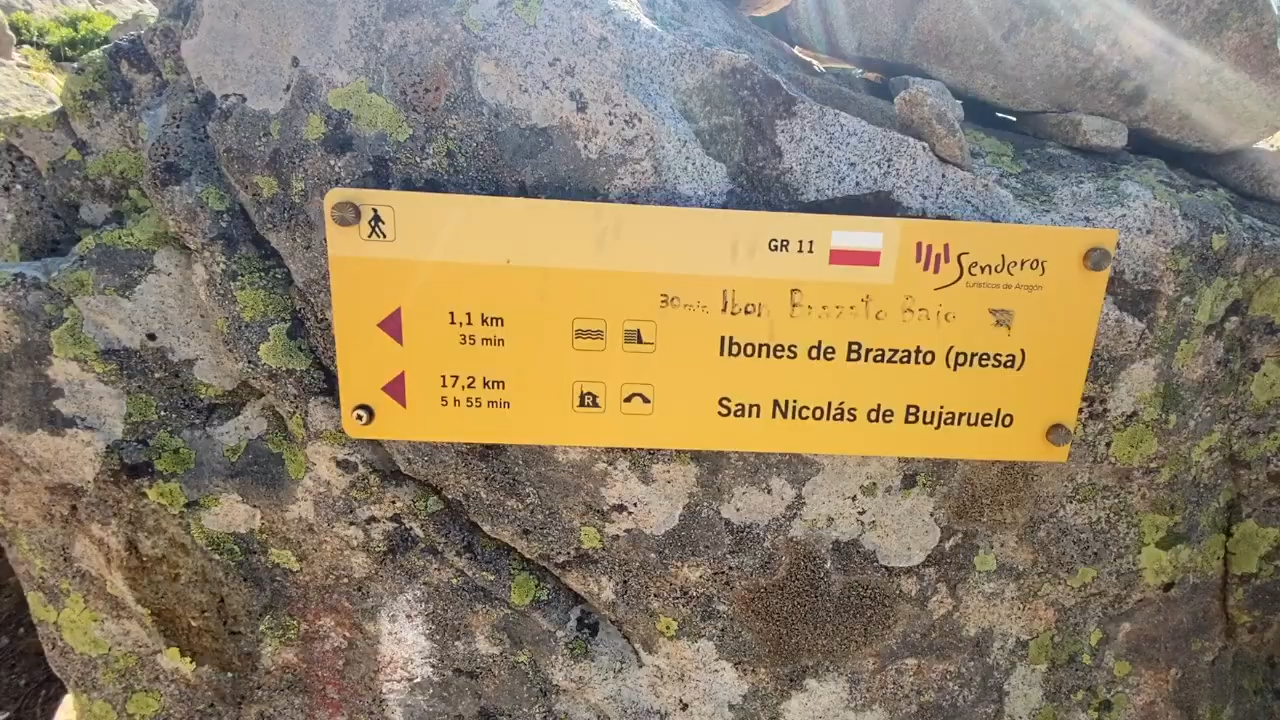 GR 11
Senderos
turísticos de Aragón
30 min. Ibon Brazato Bajo
1,1 km
35 min
Ibones de Brazato (presa)
17,2 km
5 h 55 min
R
San Nicolás de Bujaruelo